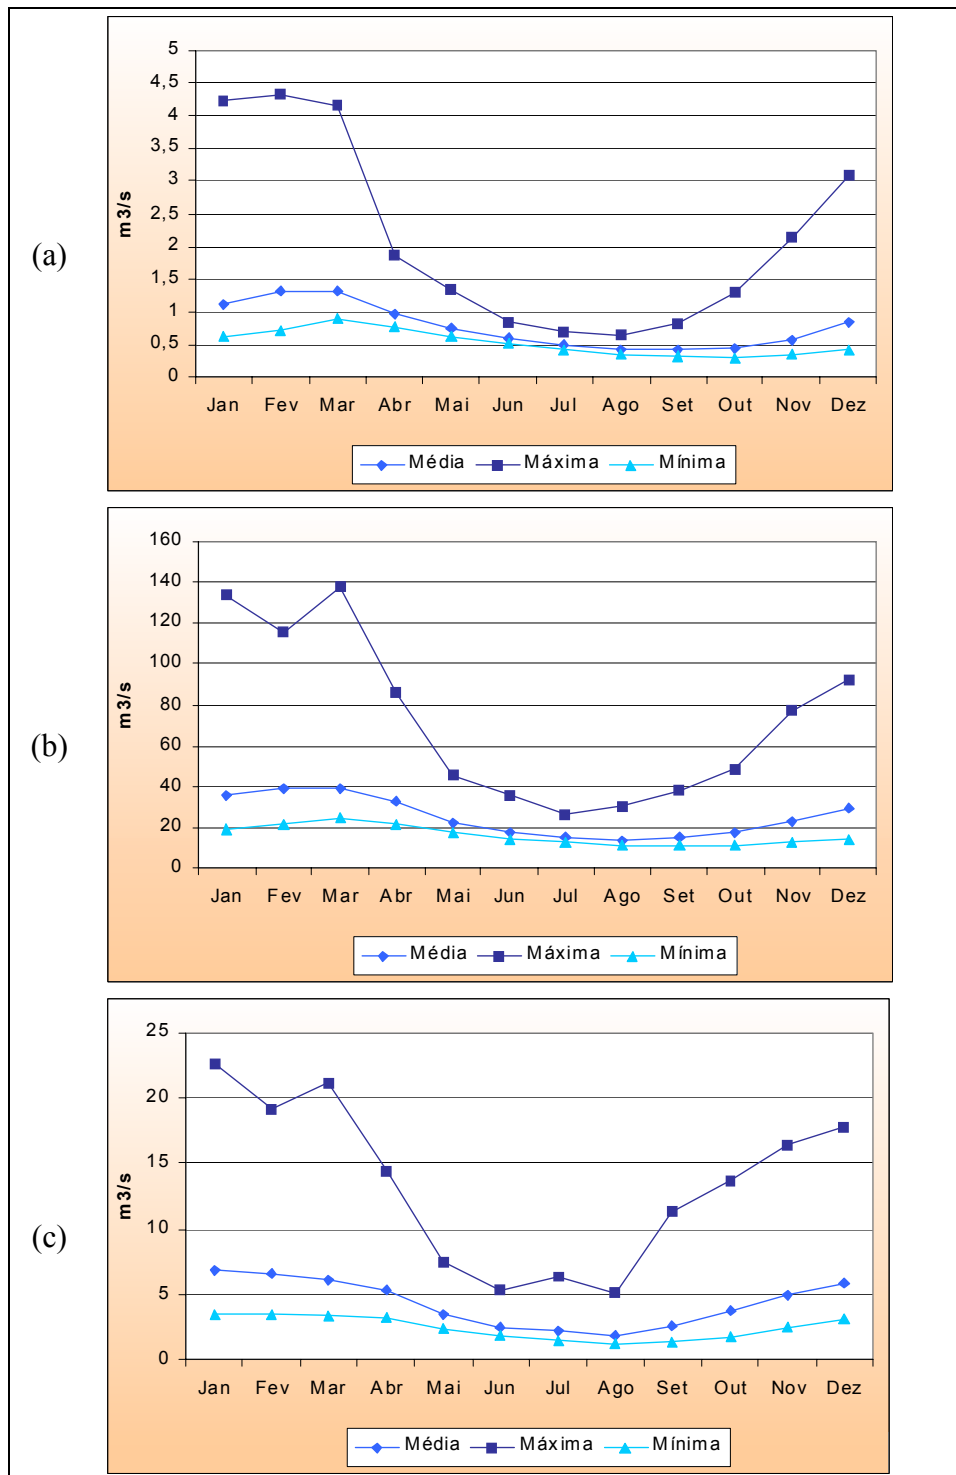 (a)
m3/s
5
4,5
4
3,5
3
2,5
2
1,5
1
0,5
0
Jan Fev Mar Abr Mai Jun Jul Ago Set Out Nov Dez
Média Máxima Mínima
(b)
m3/s
160
140
120
100
80
60
40
20
0
Jan Fev Mar Abr Mai Jun Jul Ago Set Out Nov Dez
Média Máxima Mínima
(c)
m3/s
25
20
15
10
5
0
Jan Fev Mar Abr Mai Jun Jul Ago Set Out Nov Dez
Média Máxima Mínima